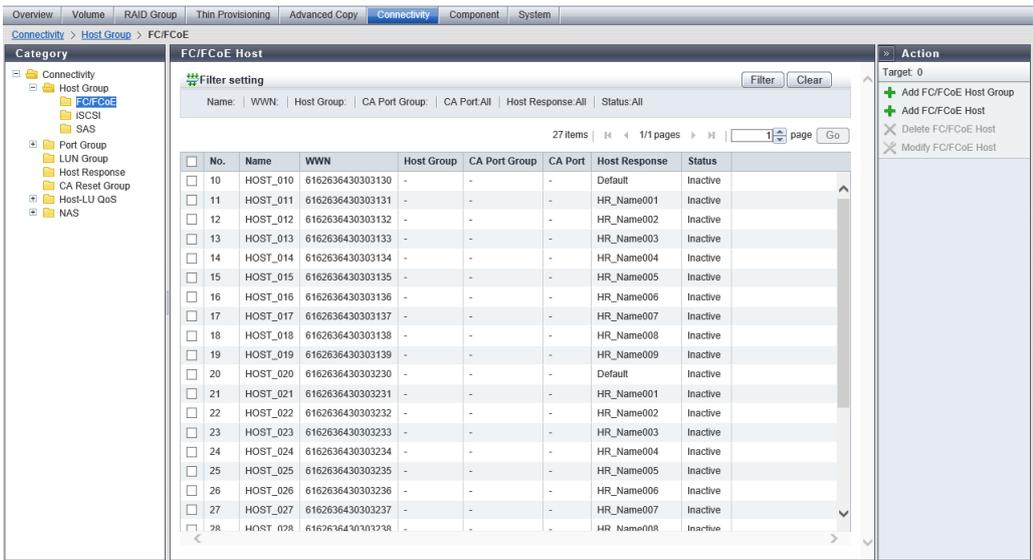 Overview Volume RAID Group Thin Provisioning Advanced Copy Connectivity Component System
Connectivity > Host Group > FC/FCoE
Category
Connectivity
Host Group
FC/FCoE
iSCSI
SAS
Port Group
LUN Group
Host Response
CA Reset Group
Host-LU QoS
NAS
FC/FCoE Host
Filter setting Filter Clear
Name: | WWN: | Host Group: | CA Port Group: | CA Port:All | Host Response:All | Status:All
27 items | 1/1 pages | 1 page Go
No. Name WWN Host Group CA Port Group CA Port Host Response Status
10 HOST_010 6162636430303130 - - - Default Inactive
11 HOST_011 6162636430303131 - - - HR_Name001 Inactive
12 HOST_012 6162636430303132 - - - HR_Name002 Inactive
13 HOST_013 6162636430303133 - - - HR_Name003 Inactive
14 HOST_014 6162636430303134 - - - HR_Name004 Inactive
15 HOST_015 6162636430303135 - - - HR_Name005 Inactive
16 HOST_016 6162636430303136 - - - HR_Name006 Inactive
17 HOST_017 6162636430303137 - - - HR_Name007 Inactive
18 HOST_018 6162636430303138 - - - HR_Name008 Inactive
19 HOST_019 6162636430303139 - - - HR_Name009 Inactive
20 HOST_020 6162636430303230 - - - Default Inactive
21 HOST_021 6162636430303231 - - - HR_Name001 Inactive
22 HOST_022 6162636430303232 - - - HR_Name002 Inactive
23 HOST_023 6162636430303233 - - - HR_Name003 Inactive
24 HOST_024 6162636430303234 - - - HR_Name004 Inactive
25 HOST_025 6162636430303235 - - - HR_Name005 Inactive
26 HOST_026 6162636430303236 - - - HR_Name006 Inactive
27 HOST_027 6162636430303237 - - - HR_Name007 Inactive
28 HOST_028 6162636430303238 - - - HR_Name008 Inactive
» Action
Target: 0
Add FC/FCoE Host Group
Add FC/FCoE Host
Delete FC/FCoE Host
Modify FC/FCoE Host